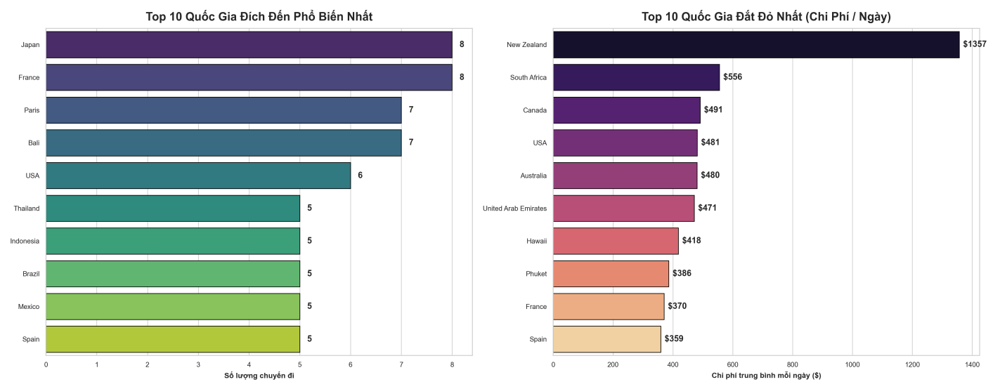 Top 10 Quốc Gia Đích Đến Phổ Biến Nhất
Japan 8
France 8
Paris 7
Bali 7
USA 6
Thailand 5
Indonesia 5
Brazil 5
Mexico 5
Spain 5
0 1 2 3 4 5 6 7 8
Số lượng chuyến đi
Top 10 Quốc Gia Đắt Đỏ Nhất (Chi Phí / Ngày)
New Zealand $1357
South Africa $556
Canada $491
USA $481
Australia $480
United Arab Emirates $471
Hawaii $418
Phuket $386
France $370
Spain $359
0 200 400 600 800 1000 1200 1400
Chi phí trung bình mỗi ngày ($)